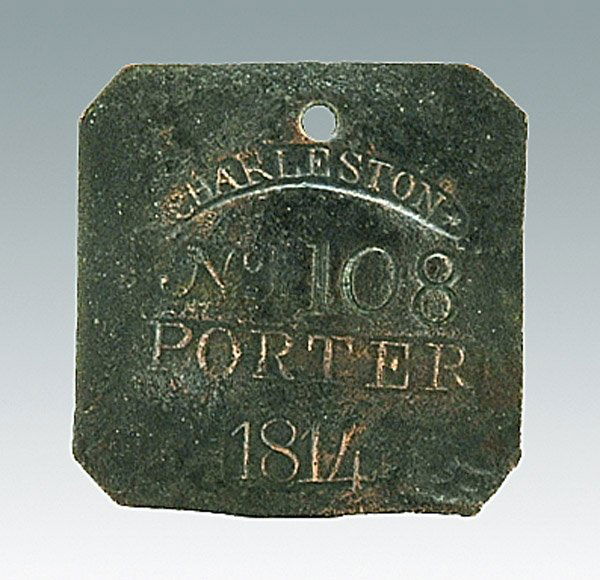 CHARLESTON
No 108
PORTER
1814